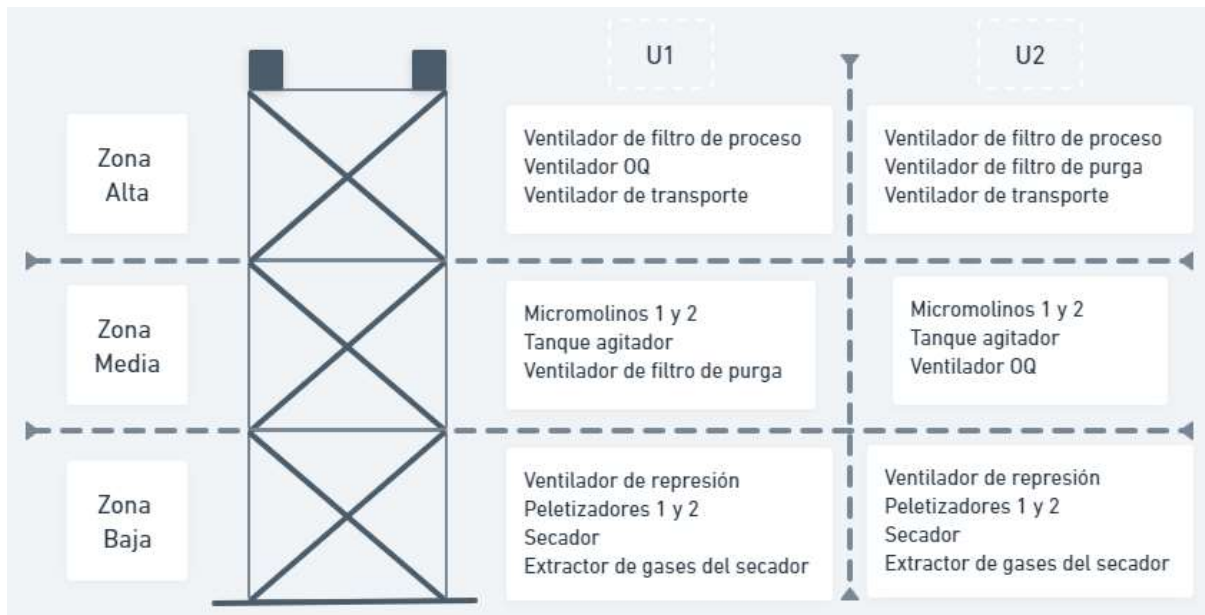 U1
U2
Zona
Alta
Ventilador de filtro de proceso
Ventilador OQ
Ventilador de transporte
Ventilador de filtro de proceso
Ventilador de filtro de purga
Ventilador de transporte
Zona
Media
Micromolinos 1 y 2
Tanque agitador
Ventilador de filtro de purga
Micromolinos 1 y 2
Tanque agitador
Ventilador OQ
Zona
Baja
Ventilador de represión
Peletizadores 1 y 2
Secador
Extractor de gases del secador
Ventilador de represión
Peletizadores 1 y 2
Secador
Extractor de gases del secador